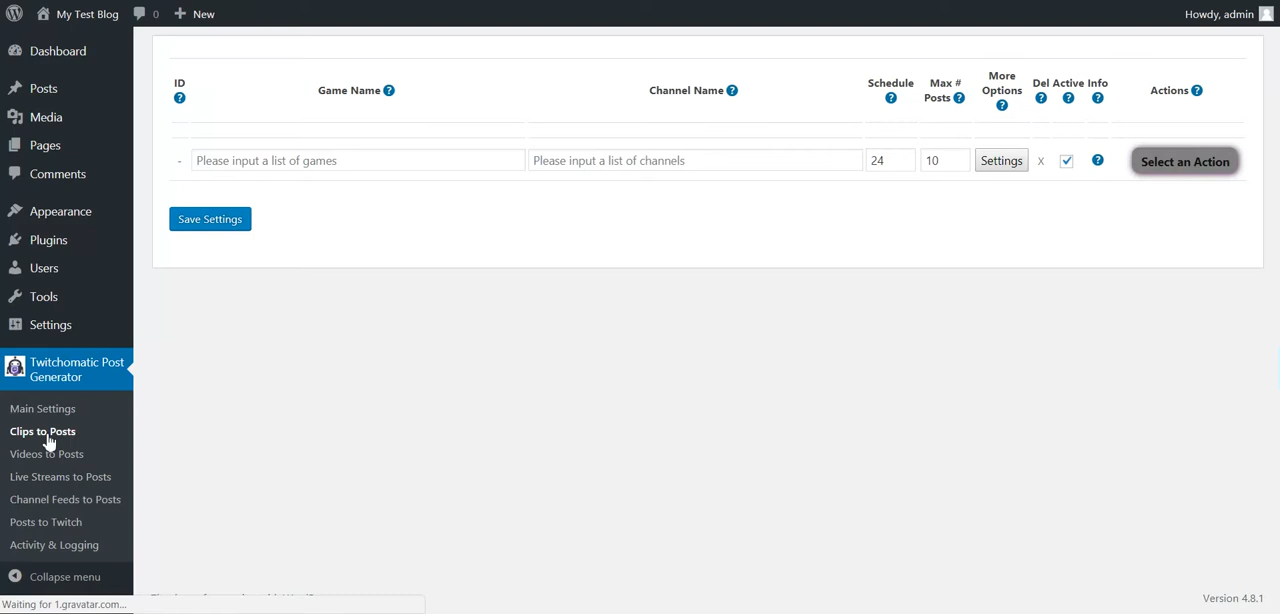 My Test Blog 0 New Howdy, admin
Dashboard
Posts
Media
Pages
Comments
Appearance
Plugins
Users
Tools
Settings
Twitchomatic Post
Generator
Main Settings
Clips to Posts
Videos to Posts
Live Streams to Posts
Channel Feeds to Posts
Posts to Twitch
Activity & Logging
Collapse menu
Waiting for 1.gravatar.com...
ID ?
Game Name ?
Channel Name ?
Schedule ?
Max #
Posts ?
More
Options
?
Del ?
Active ?
Info ?
Actions ?
- Please input a list of games Please input a list of channels 24 10 Settings X ? Select an Action
Save Settings
Version 4.8.1